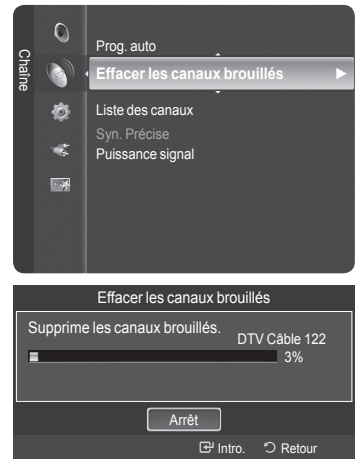 Chaîne
Prog. auto
Effacer les canaux brouillés
Liste des canaux
Syn. Précise
Puissance signal
Effacer les canaux brouillés
Supprime les canaux brouillés.
DTV Câble 122
3%
Arrêt
Intro. Retour